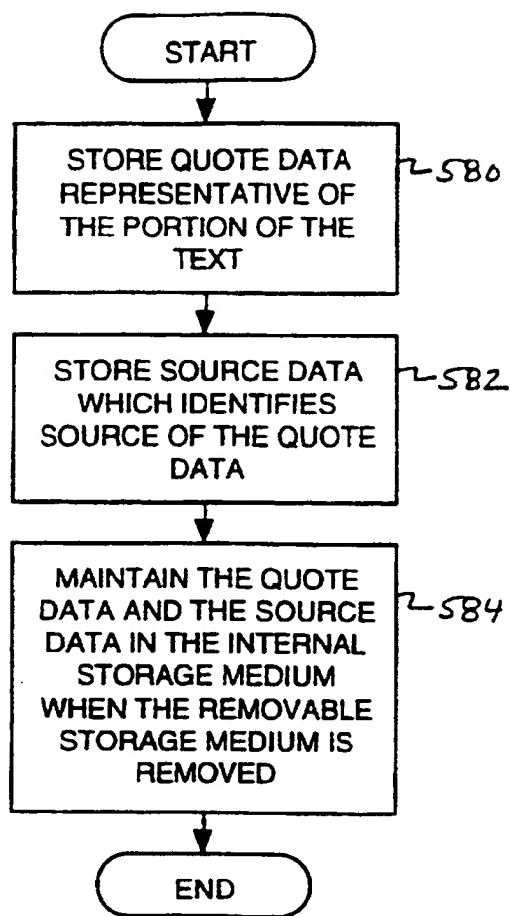 START
STORE QUOTE DATA
REPRESENTATIVE OF
THE PORTION OF THE
TEXT
580
STORE SOURCE DATA
WHICH IDENTIFIES
SOURCE OF THE QUOTE
DATA
582
MAINTAIN THE QUOTE
DATA AND THE SOURCE
DATA IN THE INTERNAL
STORAGE MEDIUM
WHEN THE REMOVABLE
STORAGE MEDIUM IS
REMOVED
584
END